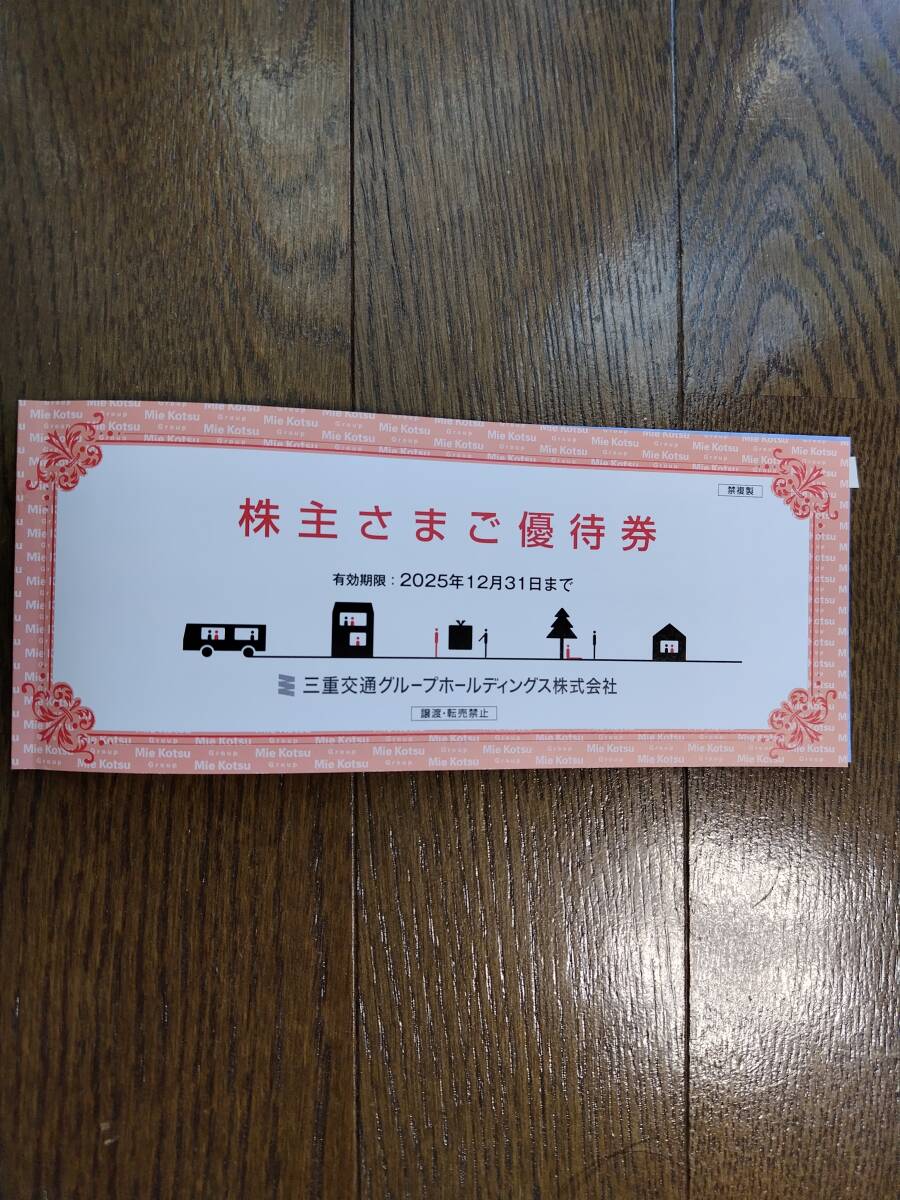 Mie Kotsu Group
禁複製
株主さまご優待券
有効期限：2025年12月31日まで
三重交通グループホールディングス株式会社
譲渡・転売禁止
Mie Kotsu Group